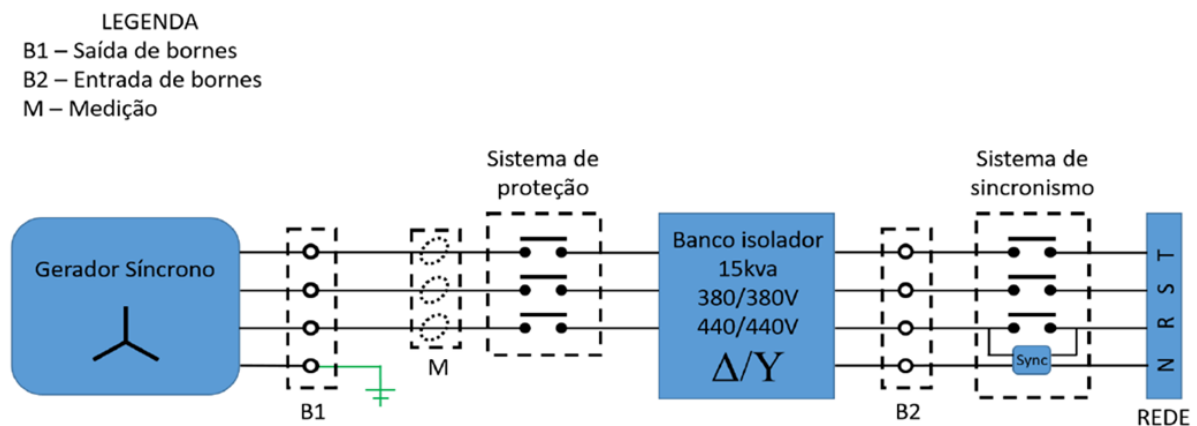 LEGENDA
B1 – Saída de bornes
B2 – Entrada de bornes
M – Medição
Sistema de
proteção
Sistema de
sincronismo
Gerador Síncrono
B1
M
Banco isolador
15kva
380/380V
440/440V
Δ/Y
B2
Sync
T
S
R
N
REDE